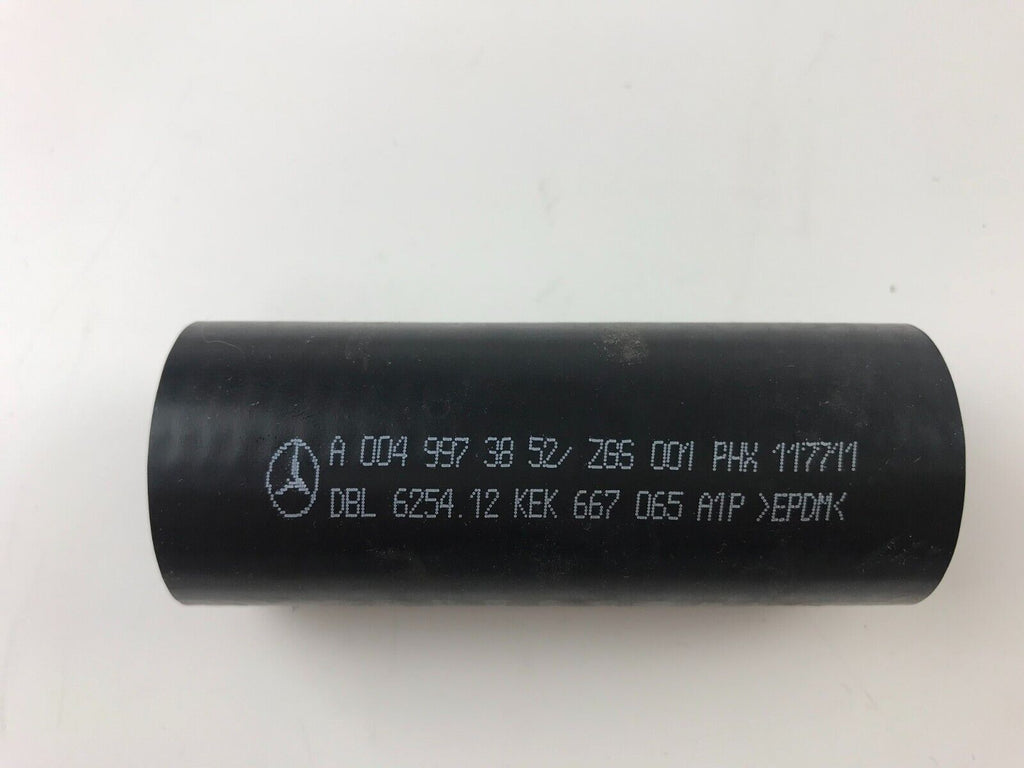 A 004 997 38 52/ ZGS 001 PHX 117711
DBL 6254.12 KEK 667 065 A1P >EPDM<